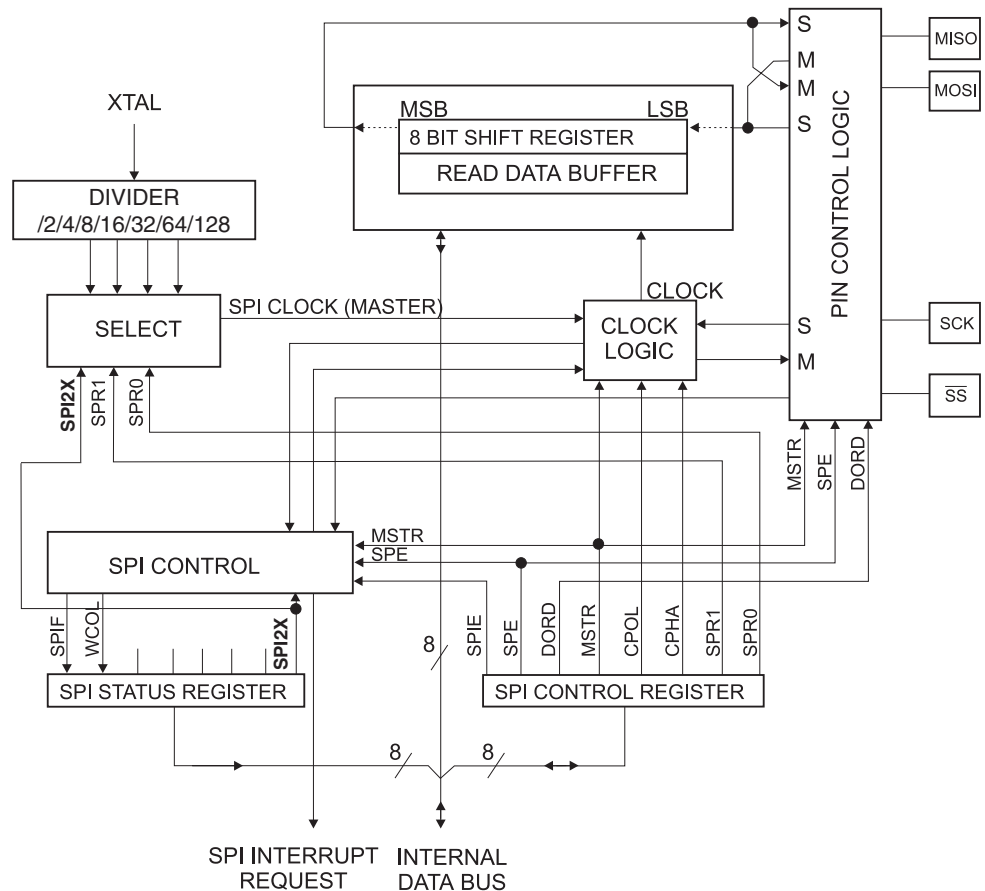 S
MISO
M
M
MOSI
S
XTAL
MSB
LSB
8 BIT SHIFT REGISTER
READ DATA BUFFER
PIN CONTROL LOGIC
DIVIDER
/2/4/8/16/32/64/128
SPI CLOCK (MASTER)
CLOCK
SELECT
CLOCK
LOGIC
S
M
SCK
SS
SPI2X
SPR1
SPR0
MSTR
SPE
DORD
MSTR
SPE
SPI CONTROL
SPIF
WCOL
SPI2X
SPIE
SPE
DORD
MSTR
CPOL
CPHA
SPR1
SPR0
8
SPI STATUS REGISTER
SPI CONTROL REGISTER
8
8
SPI INTERRUPT
REQUEST
INTERNAL
DATA BUS